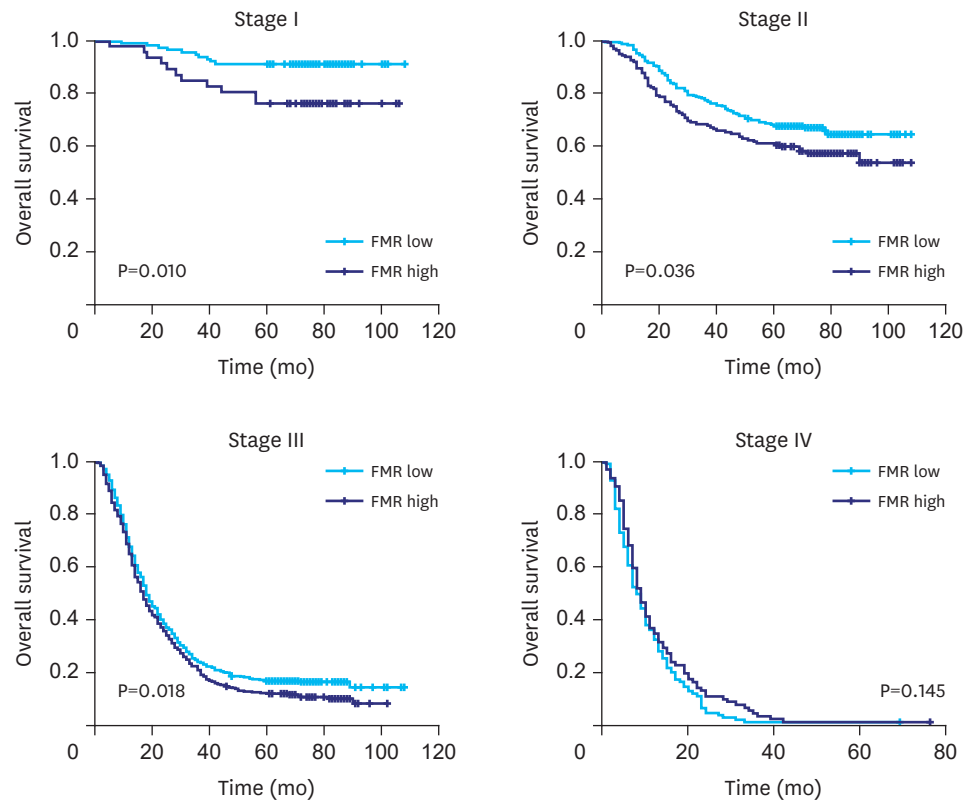 Stage I
1.0
0.8
0.6
0.4
0.2
0
Overall survival
FMR low
FMR high
P=0.010
20 40 60 80 100 120
Time (mo)
Stage II
1.0
0.8
0.6
0.4
0.2
0
Overall survival
FMR low
FMR high
P=0.036
20 40 60 80 100 120
Time (mo)
Stage III
1.0
0.8
0.6
0.4
0.2
0
Overall survival
FMR low
FMR high
P=0.018
20 40 60 80 100 120
Time (mo)
Stage IV
1.0
0.8
0.6
0.4
0.2
0
Overall survival
FMR low
FMR high
P=0.145
20 40 60 80
Time (mo)